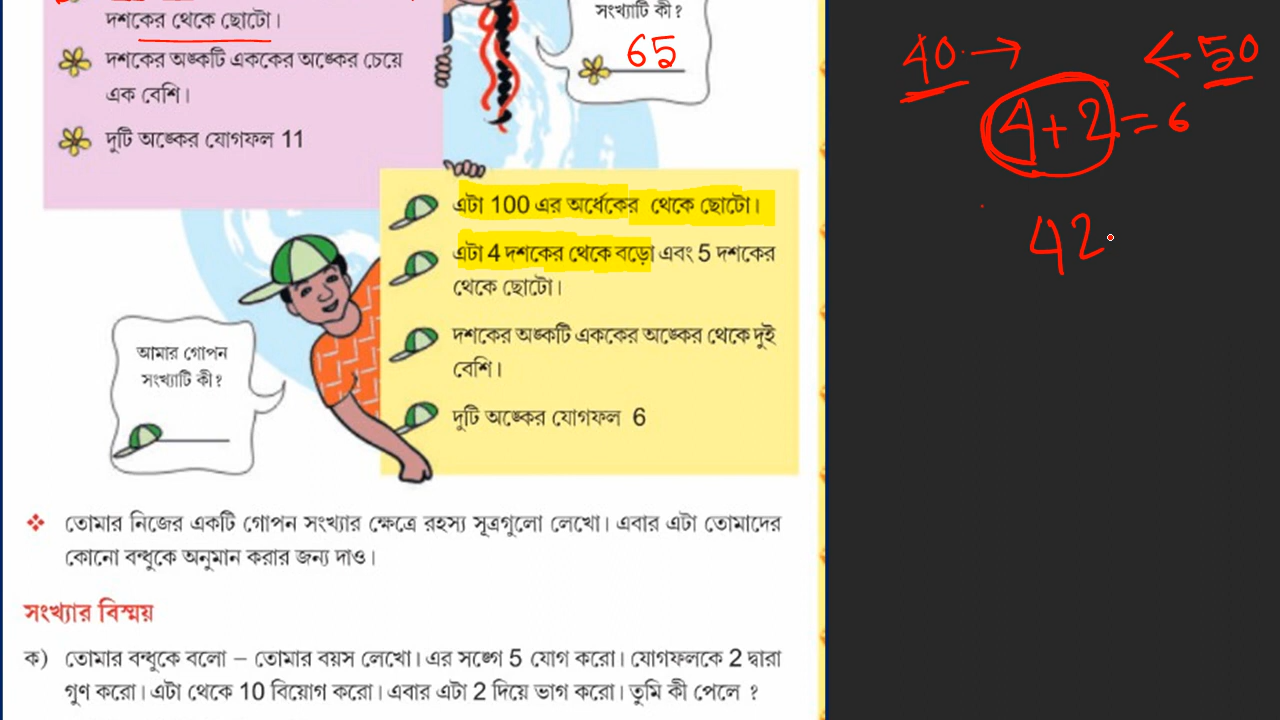 দশকের থেকে ছোটো।
দশকের অঙ্কটি এককের অঙ্কের চেয়ে
এক বেশি।
দুটি অঙ্কের যোগফল 11
সংখ্যাটি কী?
65
40 → ← 50
4+2 = 6
42
এটা 100 এর অর্ধেকের থেকে ছোটো।
এটা 4 দশকের থেকে বড়ো এবং 5 দশকের
থেকে ছোটো।
দশকের অঙ্কটি এককের অঙ্কের থেকে দুই
বেশি।
দুটি অঙ্কের যোগফল 6
আমার গোপন
সংখ্যাটি কী?
❖ তোমার নিজের একটি গোপন সংখ্যার ক্ষেত্রে রহস্য সূত্রগুলো লেখো। এবার এটা তোমাদের
কোনো বন্ধুকে অনুমান করার জন্য দাও।
সংখ্যার বিস্ময়
ক) তোমার বন্ধুকে বলো – তোমার বয়স লেখো। এর সঙ্গে 5 যোগ করো। যোগফলকে 2 দ্বারা
গুণ করো। এটা থেকে 10 বিয়োগ করো। এবার এটা 2 দিয়ে ভাগ করো। তুমি কী পেলে ?